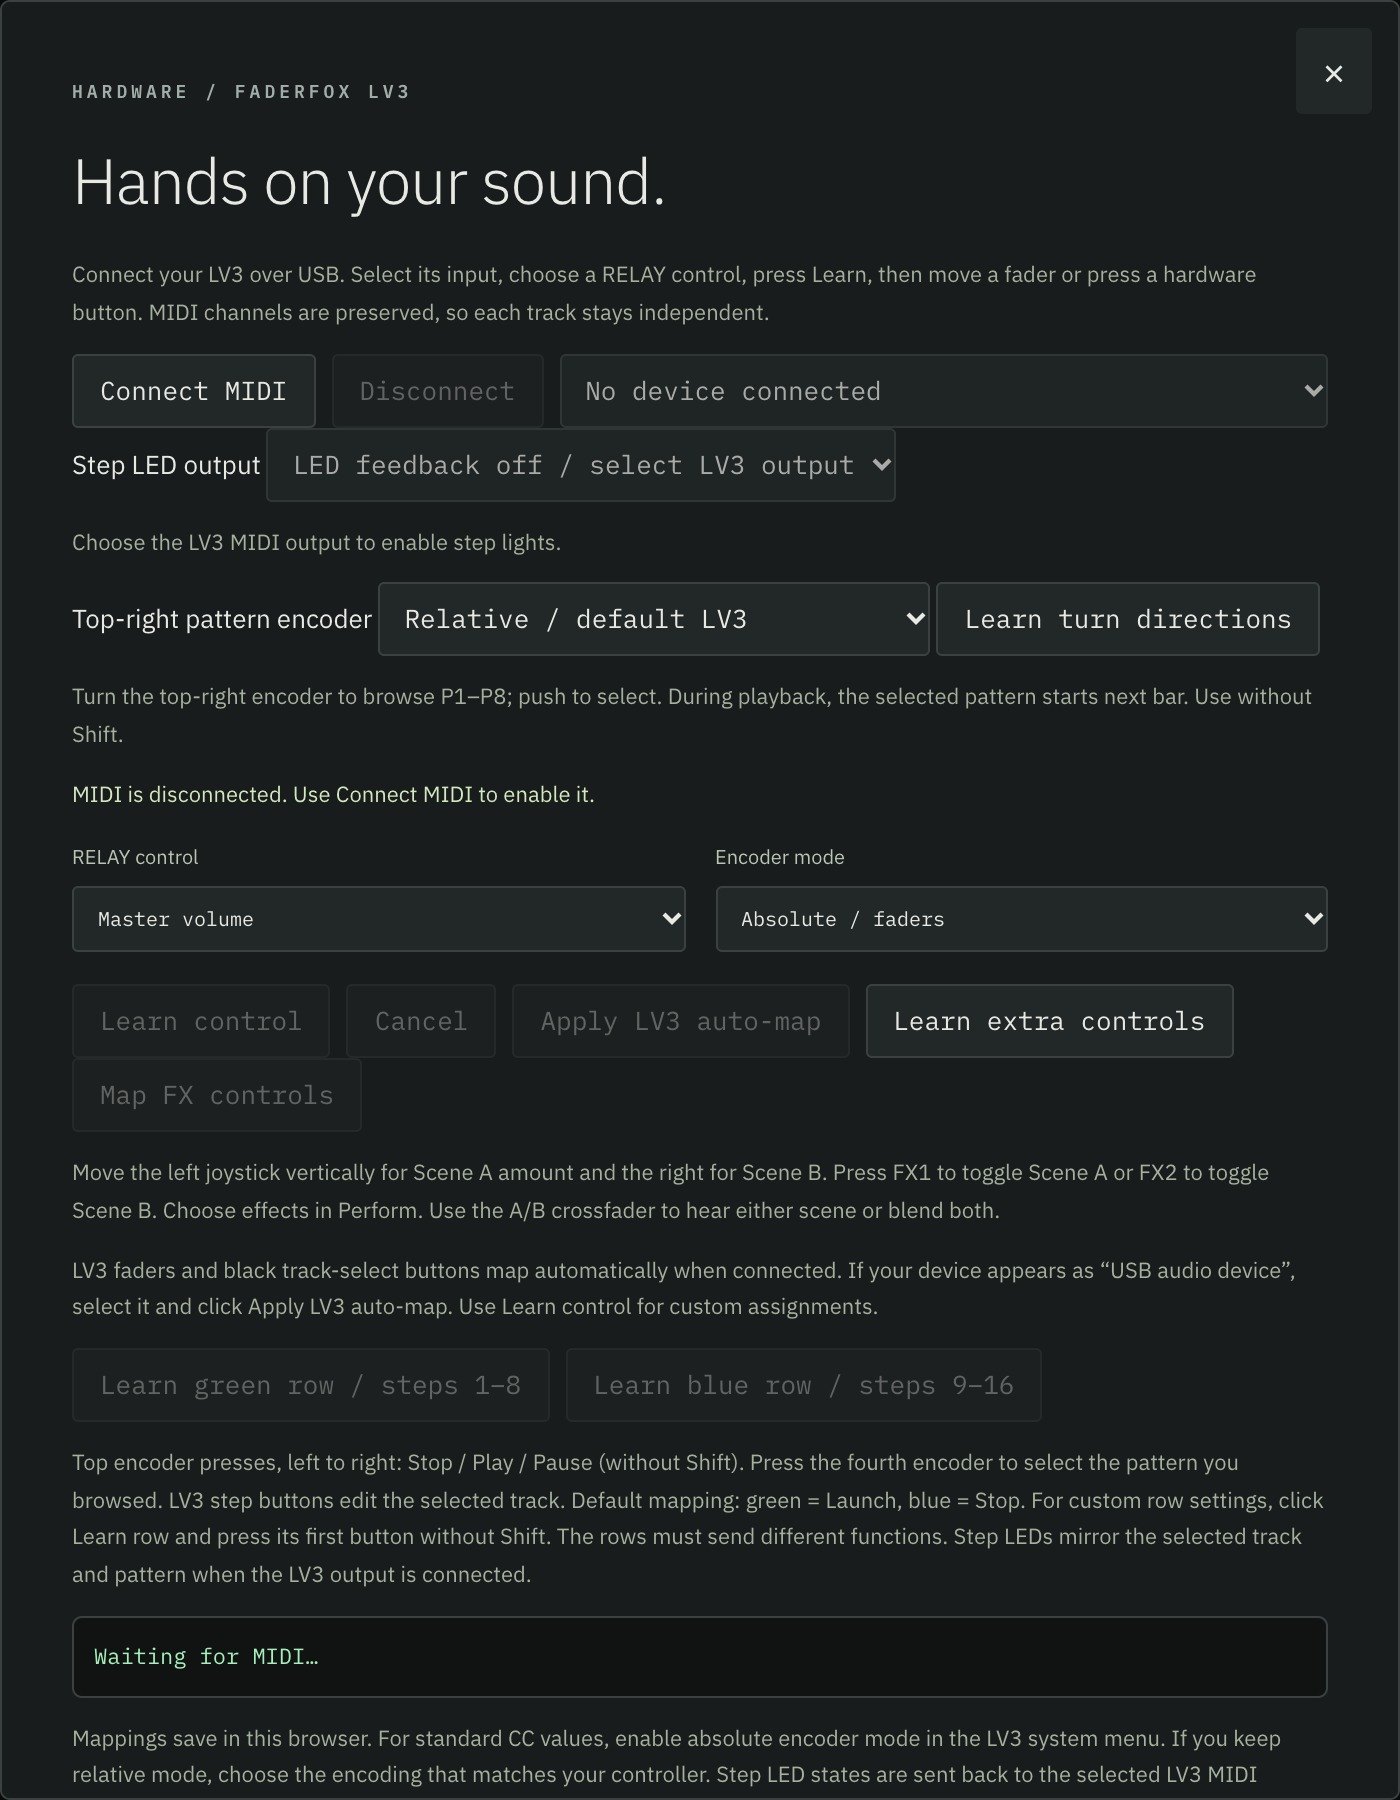 HARDWARE / FADERFOX LV3
×
Hands on your sound.
Connect your LV3 over USB. Select its input, choose a RELAY control, press Learn, then move a fader or press a hardware
button. MIDI channels are preserved, so each track stays independent.
Connect MIDI Disconnect No device connected
Step LED output LED feedback off / select LV3 output
Choose the LV3 MIDI output to enable step lights.
Top-right pattern encoder Relative / default LV3 Learn turn directions
Turn the top-right encoder to browse P1–P8; push to select. During playback, the selected pattern starts next bar. Use without
Shift.
MIDI is disconnected. Use Connect MIDI to enable it.
RELAY control Encoder mode
Master volume Absolute / faders
Learn control Cancel Apply LV3 auto-map Learn extra controls
Map FX controls
Move the left joystick vertically for Scene A amount and the right for Scene B. Press FX1 to toggle Scene A or FX2 to toggle
Scene B. Choose effects in Perform. Use the A/B crossfader to hear either scene or blend both.
LV3 faders and black track-select buttons map automatically when connected. If your device appears as “USB audio device”,
select it and click Apply LV3 auto-map. Use Learn control for custom assignments.
Learn green row / steps 1–8 Learn blue row / steps 9–16
Top encoder presses, left to right: Stop / Play / Pause (without Shift). Press the fourth encoder to select the pattern you
browsed. LV3 step buttons edit the selected track. Default mapping: green = Launch, blue = Stop. For custom row settings, click
Learn row and press its first button without Shift. The rows must send different functions. Step LEDs mirror the selected track
and pattern when the LV3 output is connected.
Waiting for MIDI…
Mappings save in this browser. For standard CC values, enable absolute encoder mode in the LV3 system menu. If you keep
relative mode, choose the encoding that matches your controller. Step LED states are sent back to the selected LV3 MIDI